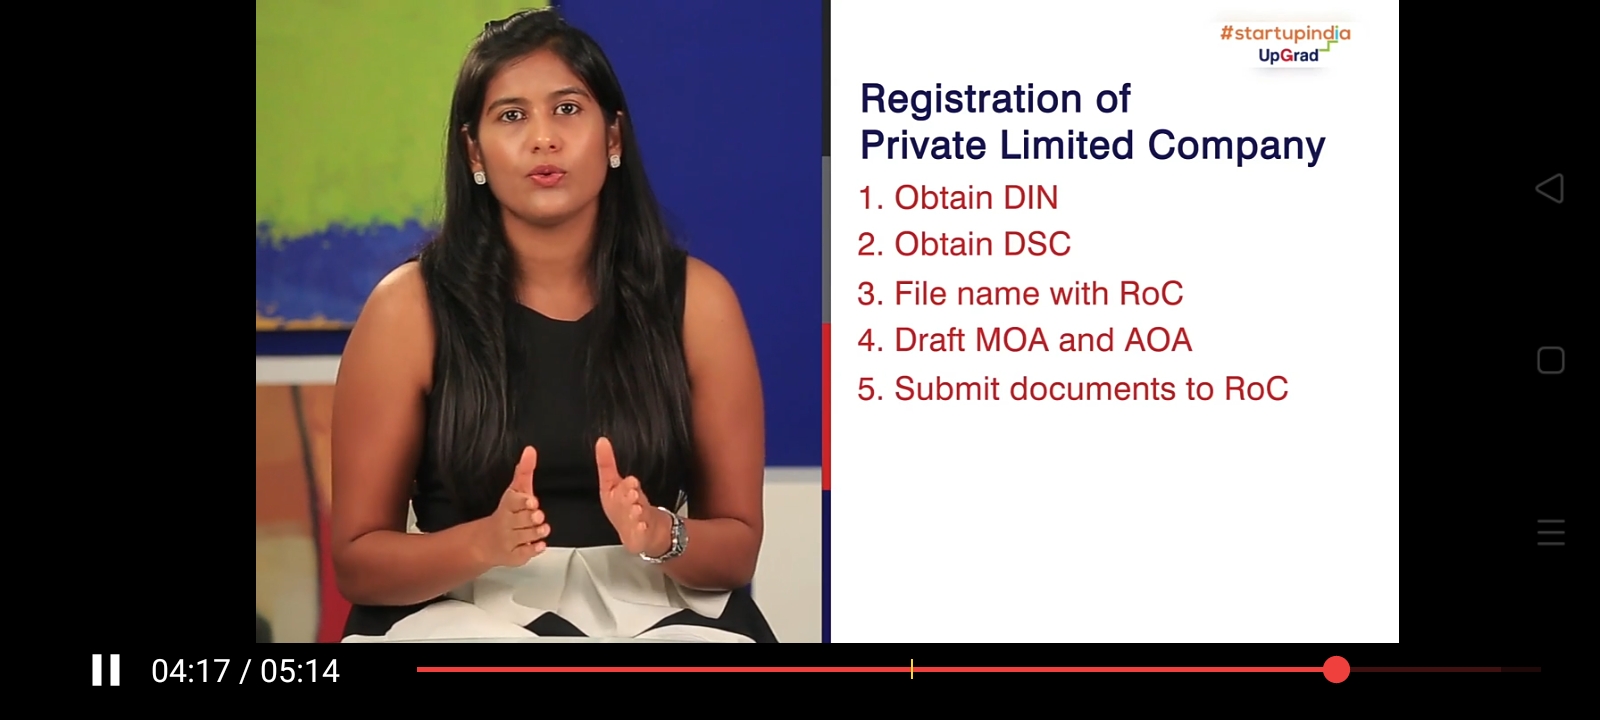 #startupindia
UpGrad
Registration of
Private Limited Company
1. Obtain DIN
2. Obtain DSC
3. File name with RoC
4. Draft MOA and AOA
5. Submit documents to RoC
04:17 / 05:14